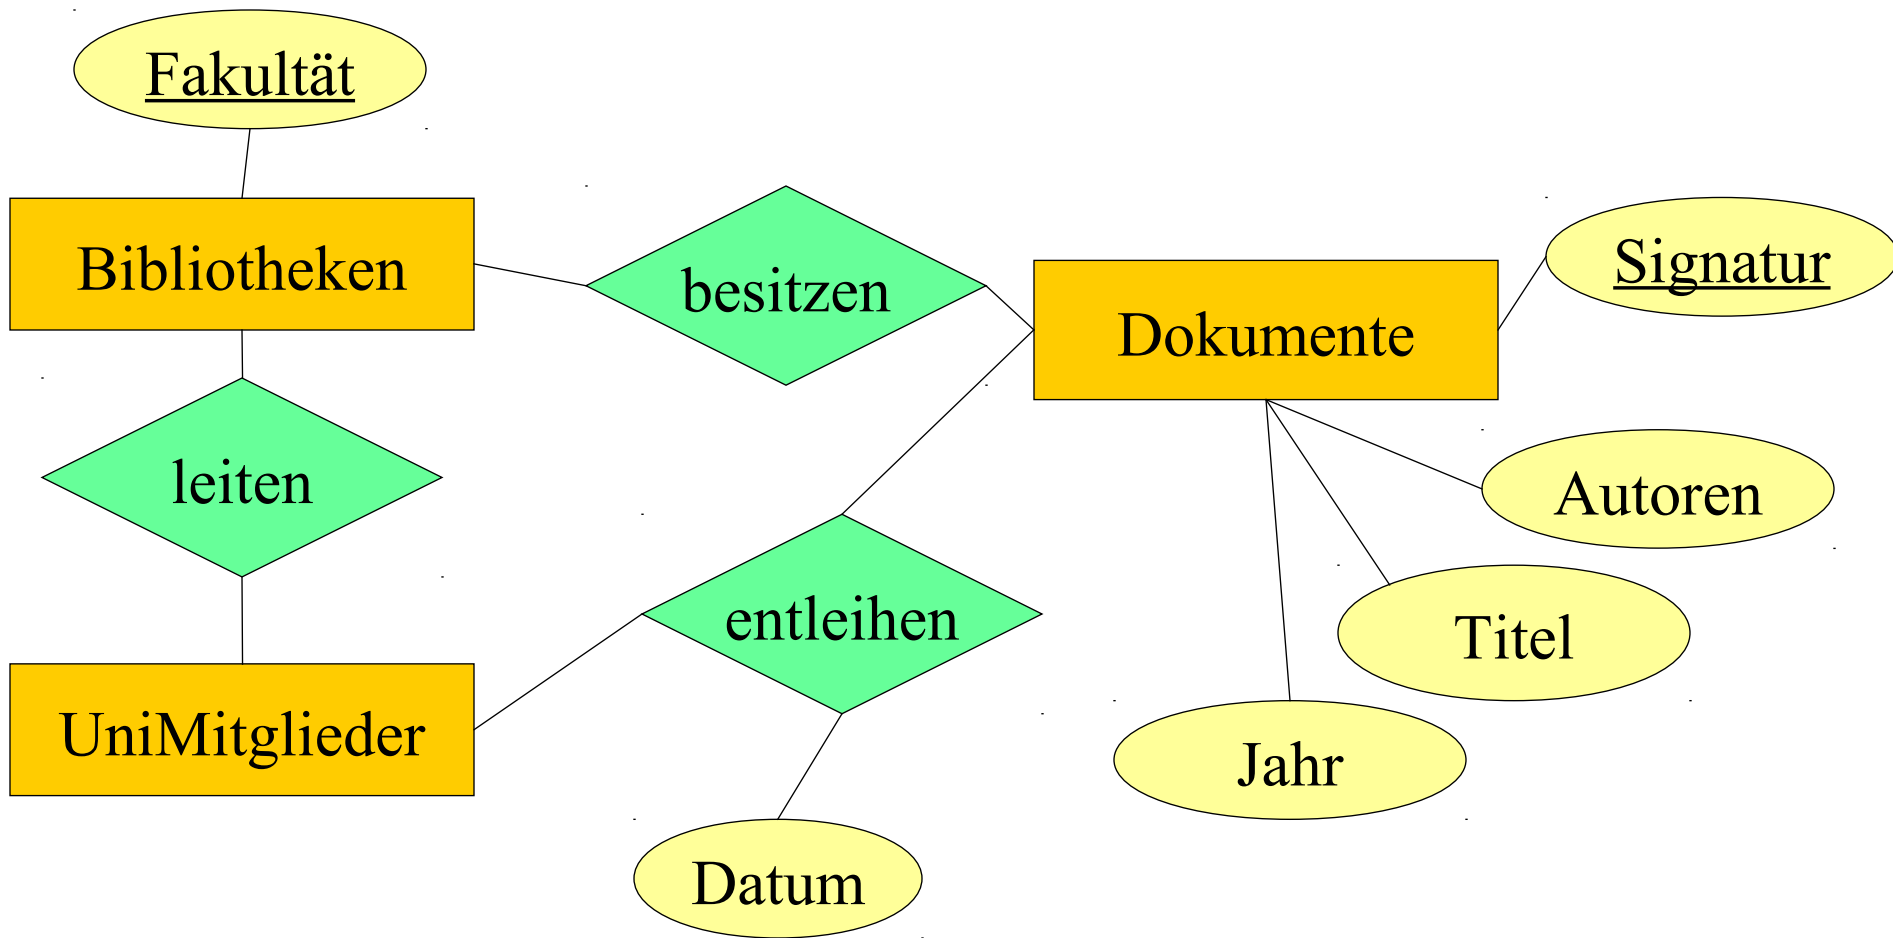 Fakultät
Bibliotheken
besitzen
Dokumente
Signatur
leiten
entleihen
Autoren
Titel
UniMitglieder
Jahr
Datum